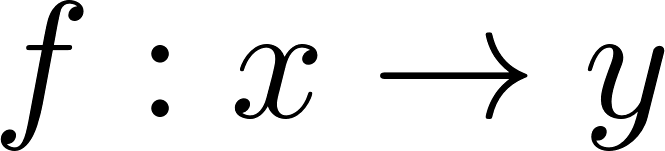 f : x → y